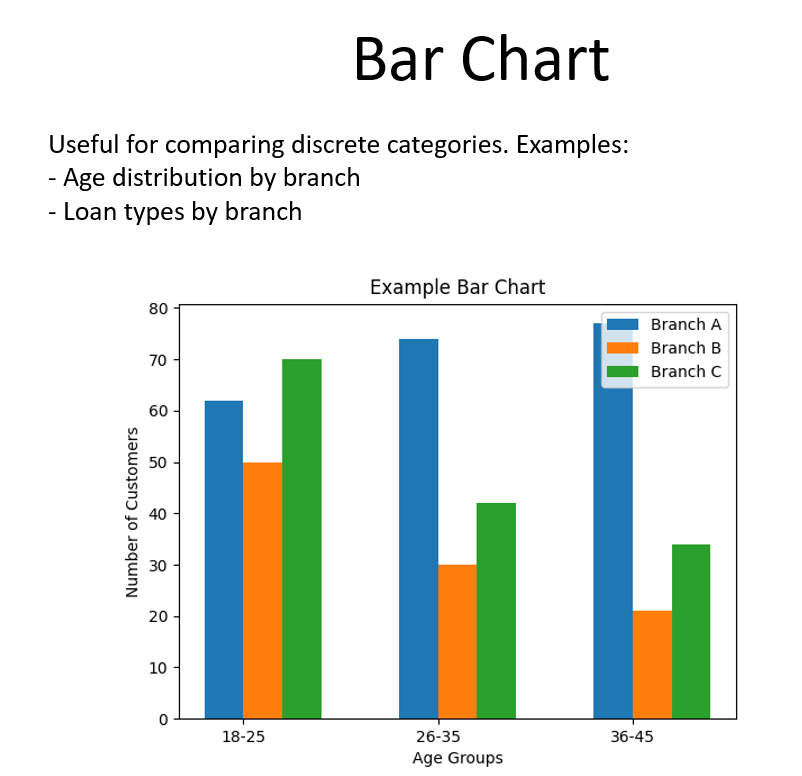 Bar Chart
Useful for comparing discrete categories. Examples:
- Age distribution by branch
- Loan types by branch
Example Bar Chart
80
70
60
50
40
30
20
10
0
Number of Customers
Branch A
Branch B
Branch C
18-25
26-35
36-45
Age Groups